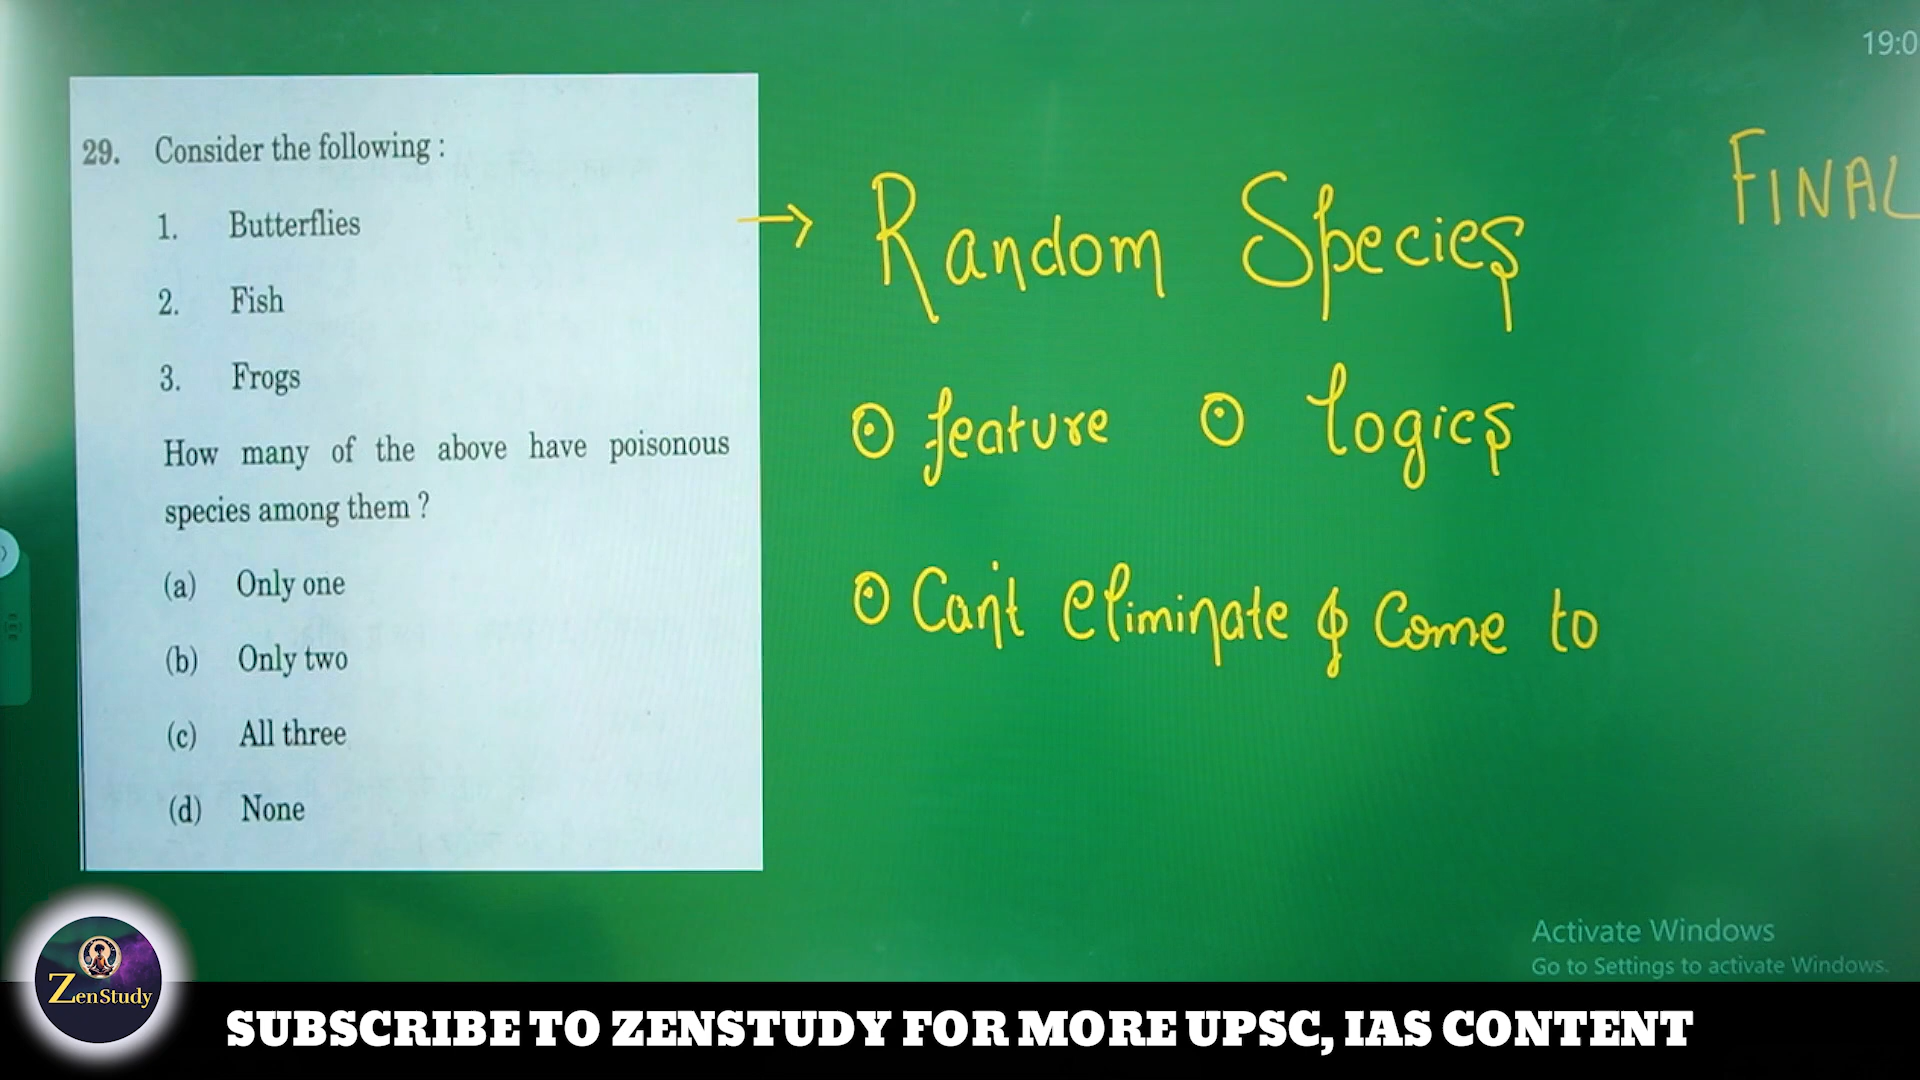 19:0
29. Consider the following :
1. Butterflies
2. Fish
3. Frogs
How many of the above have poisonous
species among them ?
(a) Only one
(b) Only two
(c) All three
(d) None
→ Random Species
FINAL
⊙ feature ⊙ logics
⊙ Can't eliminate & Come to
Activate Windows
Go to Settings to activate Windows.
ZenStudy
SUBSCRIBE TO ZENSTUDY FOR MORE UPSC, IAS CONTENT